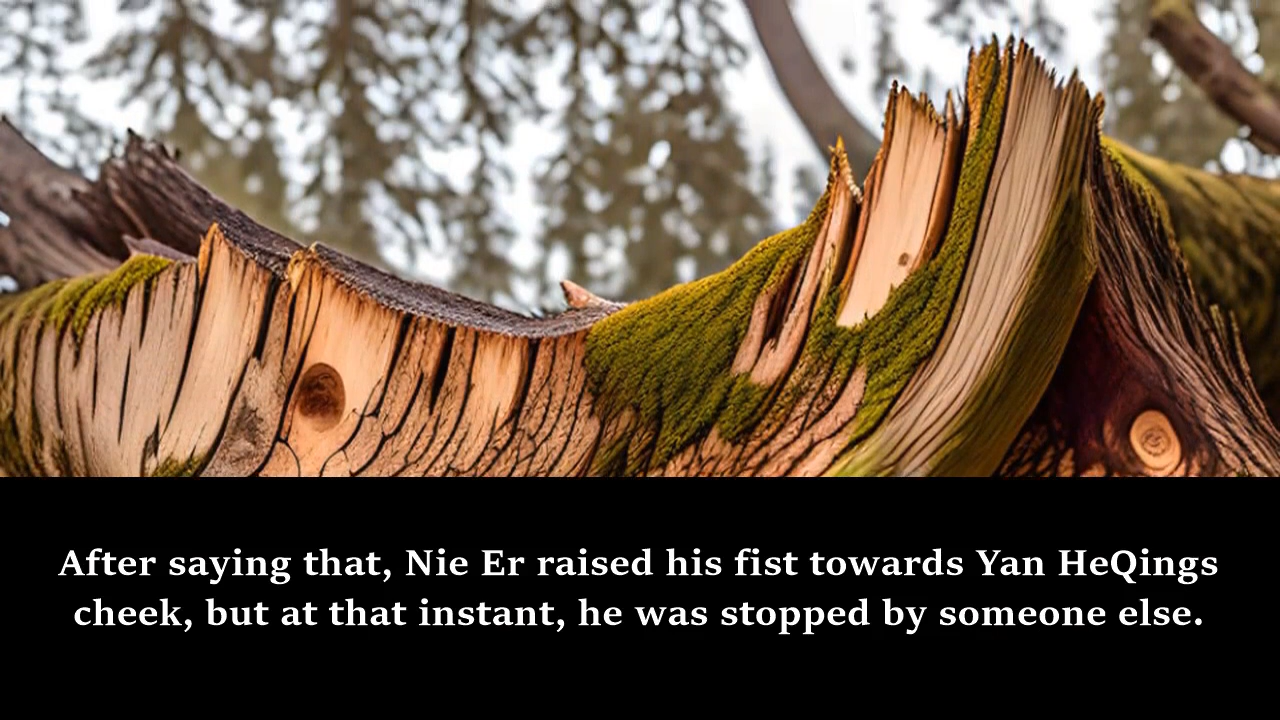 After saying that, Nie Er raised his fist towards Yan HeQings
cheek, but at that instant, he was stopped by someone else.